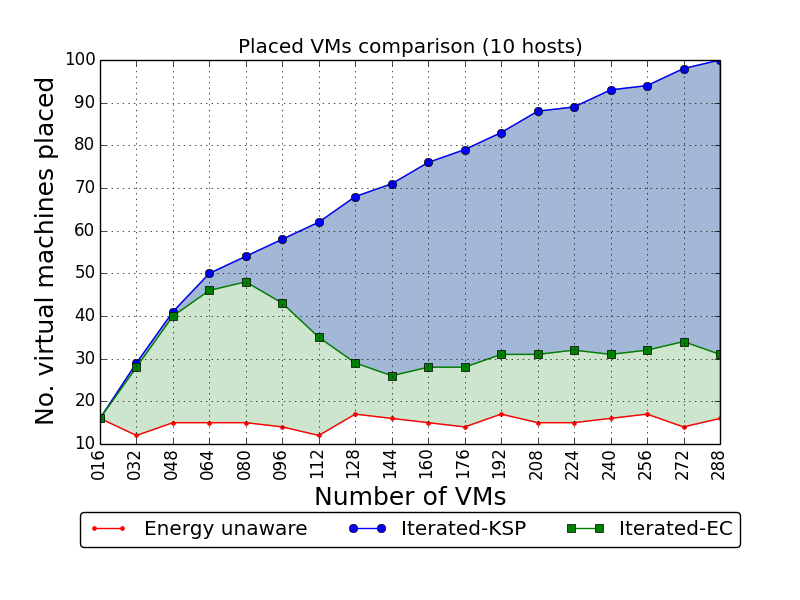 Placed VMs comparison (10 hosts)
No. virtual machines placed
100
90
80
70
60
50
40
30
20
10
016 032 048 064 080 096 112 128 144 160 176 192 208 224 240 256 272 288
Number of VMs
Energy unaware Iterated-KSP Iterated-EC